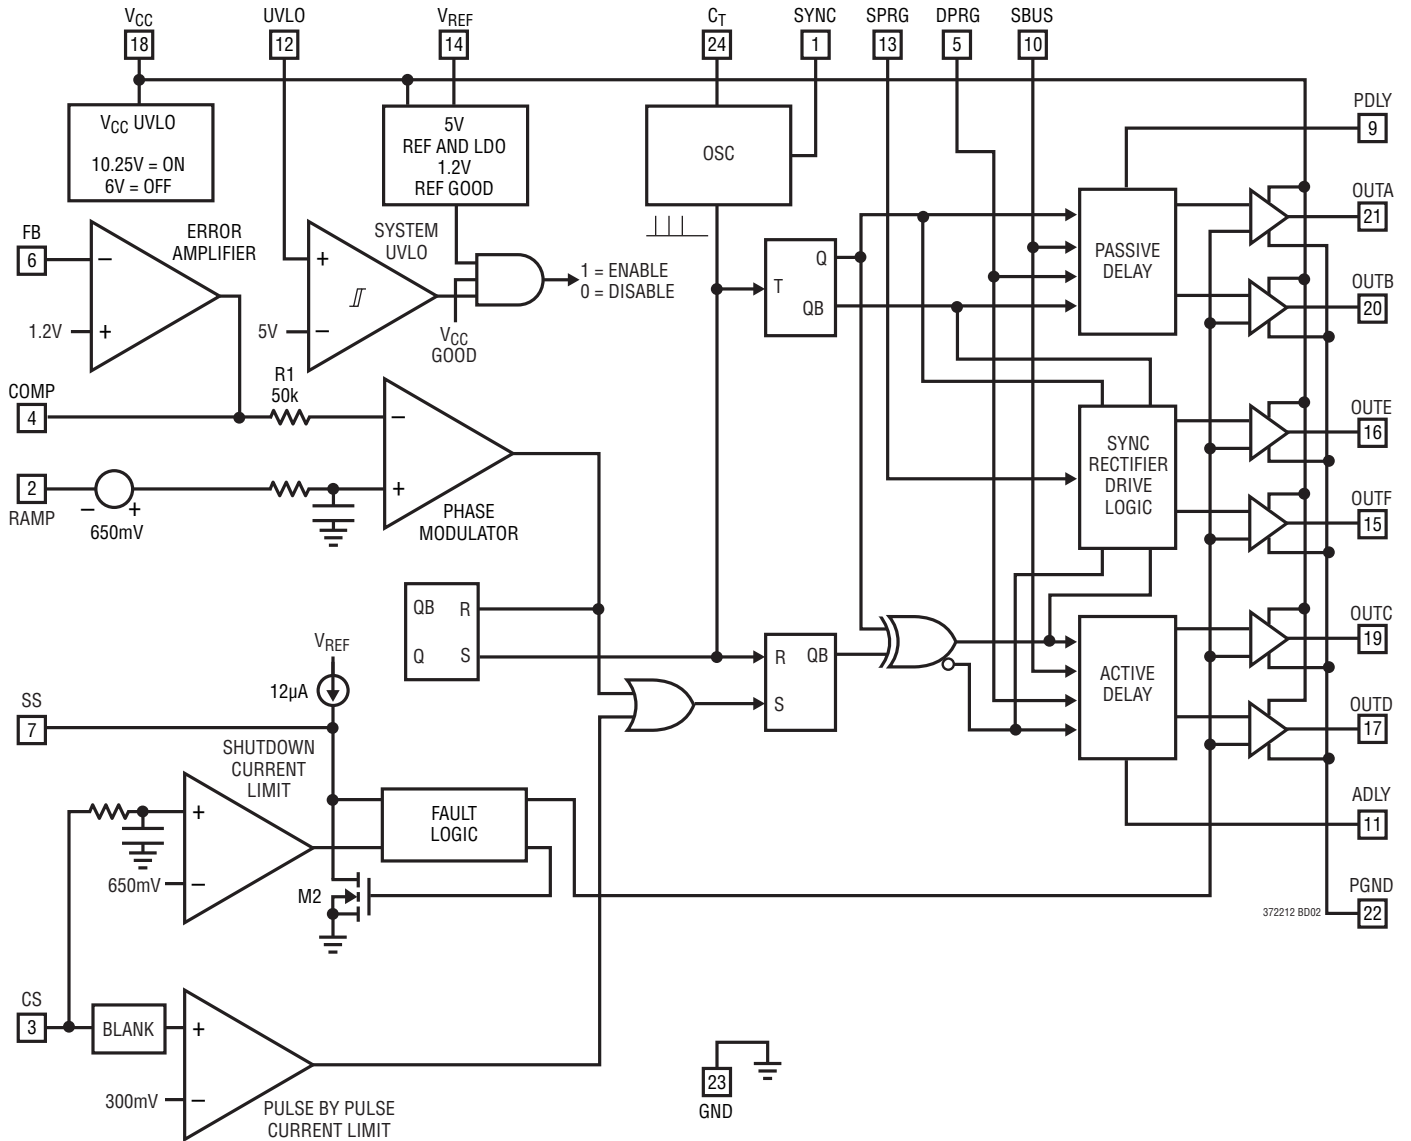 VCC
UVLO
VREF
CT
SYNC
SPRG
DPRG
SBUS
18
12
14
24
1
13
5
10
PDLY
9
VCC UVLO
10.25V = ON
6V = OFF
5V
REF AND LDO
1.2V
REF GOOD
OSC
FB
6
ERROR
AMPLIFIER
–
+
1.2V
SYSTEM
UVLO
+
–
5V
VCC
GOOD
1 = ENABLE
0 = DISABLE
T
Q
QB
PASSIVE
DELAY
OUTA
21
OUTB
20
COMP
4
R1
50k
–
+
PHASE
MODULATOR
2
RAMP
–
+
650mV
SYNC
RECTIFIER
DRIVE
LOGIC
OUTE
16
OUTF
15
QB
R
Q
S
R
QB
S
ACTIVE
DELAY
OUTC
19
OUTD
17
VREF
12µA
SS
7
SHUTDOWN
CURRENT
LIMIT
+
–
650mV
FAULT
LOGIC
M2
ADLY
11
PGND
22
372212 BD02
CS
3
BLANK
+
–
300mV
PULSE BY PULSE
CURRENT LIMIT
23
GND